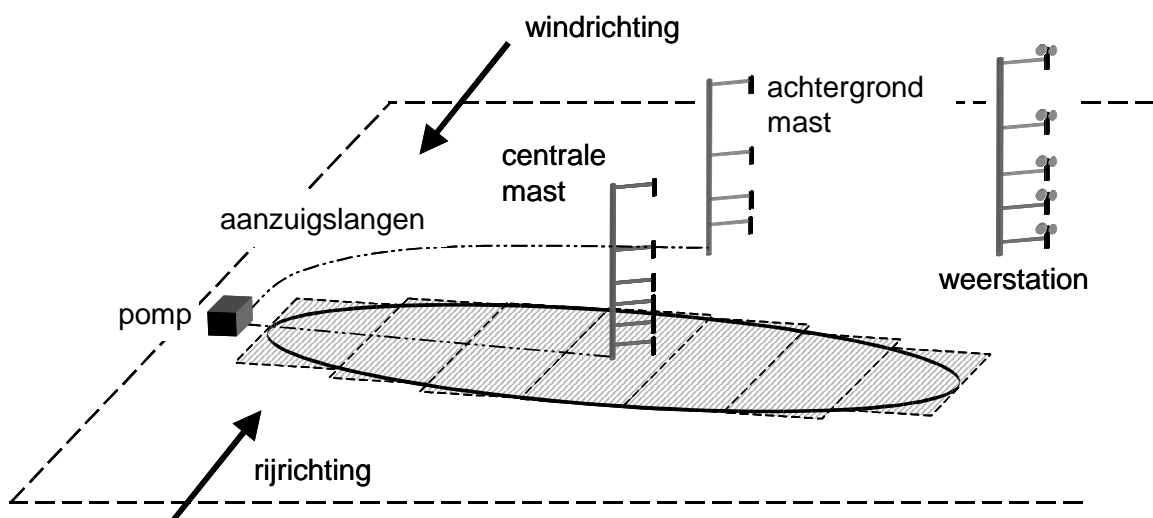 windrichting
achtergrond
mast
centrale
mast
aanzuigslangen
weerstation
pomp
rijrichting